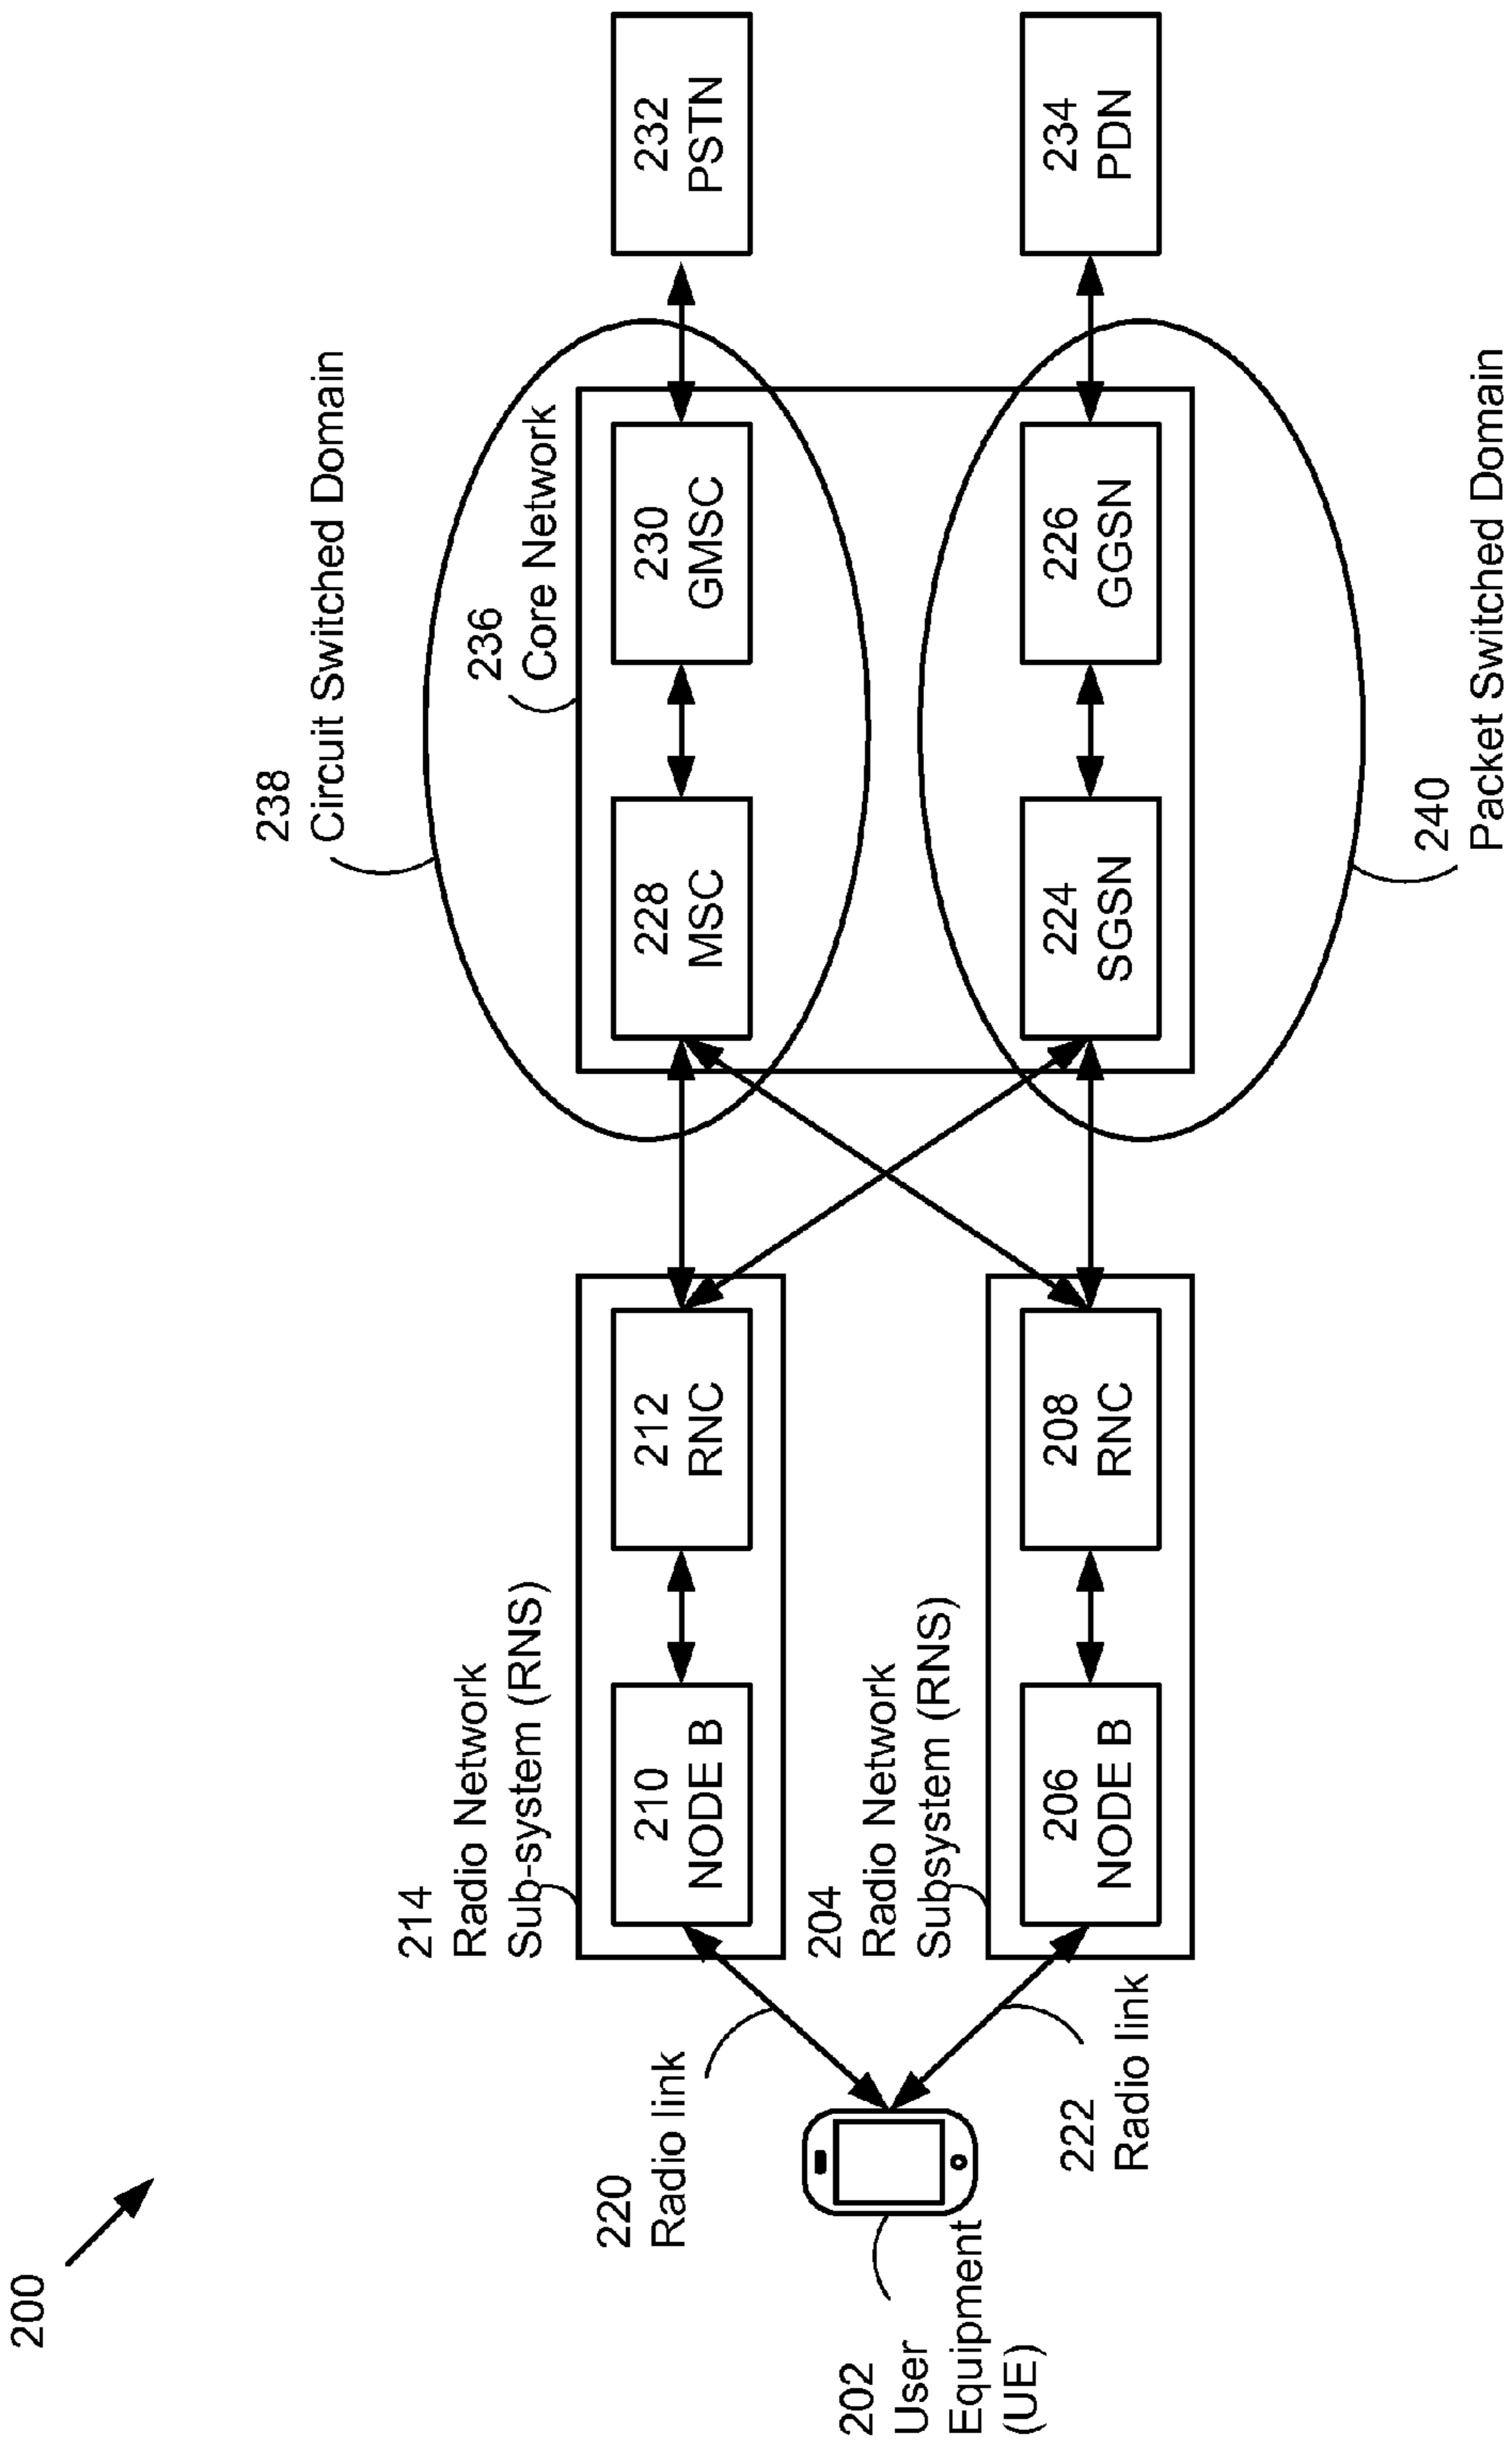 200
238
Circuit Switched Domain
236
Core Network
214
Radio Network
Sub-system (RNS)
220
Radio link
210
NODE B
212
RNC
228
MSC
230
GMSC
232
PSTN
202
User
Equipment
(UE)
204
Radio Network
Subsystem (RNS)
222
Radio link
206
NODE B
208
RNC
224
SGSN
226
GGSN
234
PDN
240
Packet Switched Domain